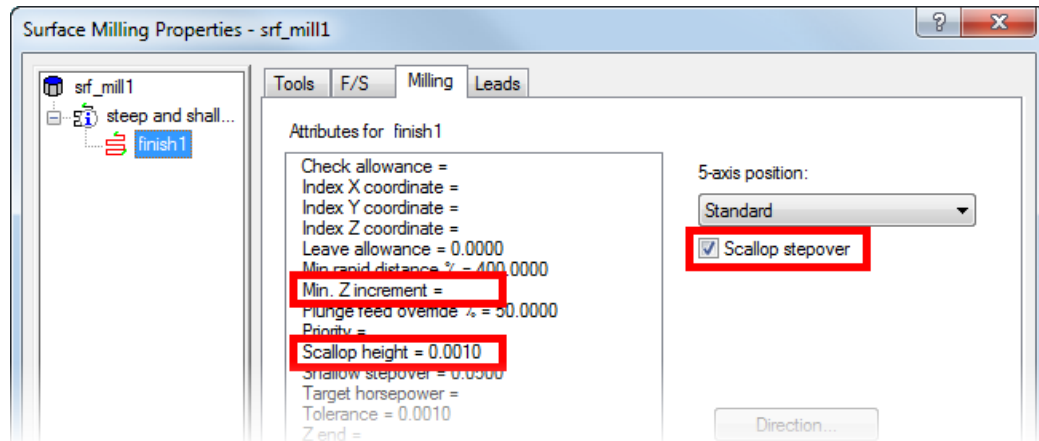 Surface Milling Properties - srf_mill1
srf_mill1
steep and shall...
finish1
Tools F/S Milling Leads
Attributes for finish1
Check allowance =
Index X coordinate =
Index Y coordinate =
Index Z coordinate =
Leave allowance = 0.0000
Min rapid distance % = 400.0000
Min. Z increment =
Plunge feed override % = 50.0000
Priority =
Scallop height = 0.0010
Shallow stepover = 0.0500
Target horsepower =
Tolerance = 0.0010
Z end =
5-axis position:
Standard
Scallop stepover
Direction...